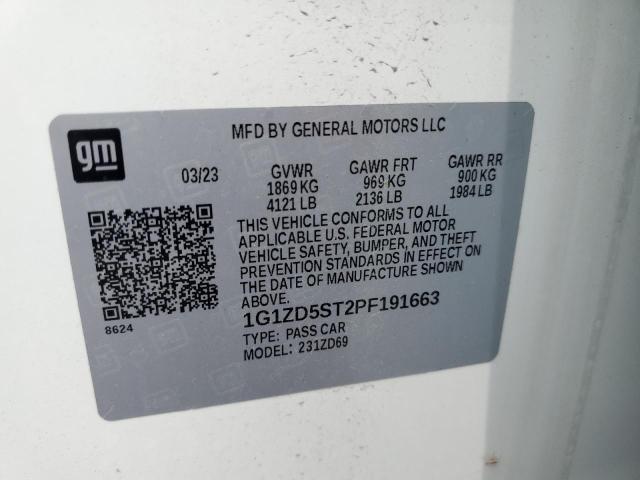 gm
MFD BY GENERAL MOTORS LLC
03/23 GVWR GAWR FRT GAWR RR
1869 KG 969 KG 900 KG
4121 LB 2136 LB 1984 LB
THIS VEHICLE CONFORMS TO ALL
APPLICABLE U.S. FEDERAL MOTOR
VEHICLE SAFETY, BUMPER, AND THEFT
PREVENTION STANDARDS IN EFFECT ON
THE DATE OF MANUFACTURE SHOWN
ABOVE.
8624
1G1ZD5ST2PF191663
TYPE: PASS CAR
MODEL: 231ZD69